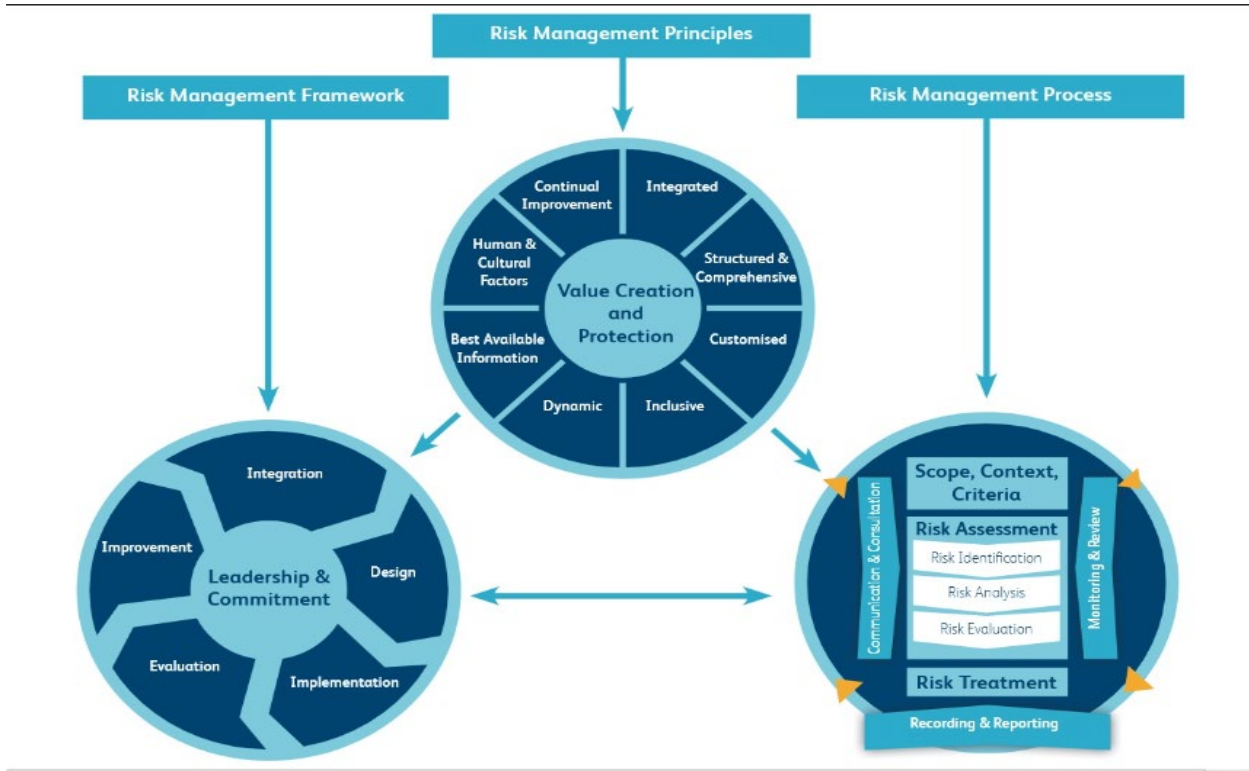 Risk Management Principles
Risk Management Framework
Risk Management Process
Continual
Improvement
Integrated
Human &
Cultural
Factors
Structured &
Comprehensive
Value Creation
and
Protection
Best Available
Information
Customised
Dynamic
Inclusive
Integration
Improvement
Design
Leadership &
Commitment
Evaluation
Implementation
Scope, Context,
Criteria
Communication & Consultation
Risk Assessment
Risk Identification
Risk Analysis
Risk Evaluation
Monitoring & Review
Risk Treatment
Recording & Reporting